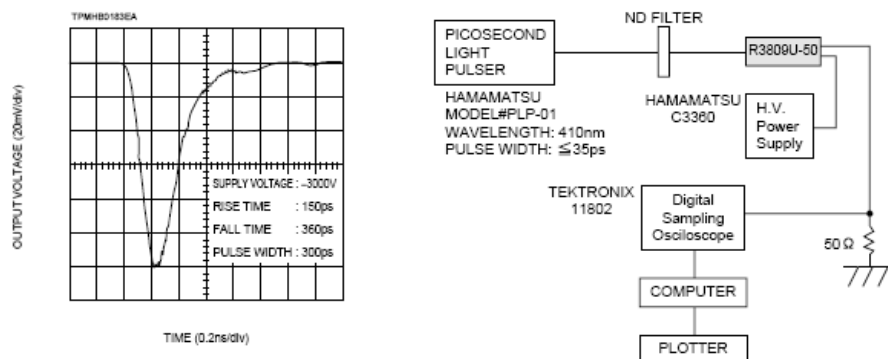 TPMHB0183EA
OUTPUT VOLTAGE (20mV/div)
SUPPLY VOLTAGE : –3000V
RISE TIME : 150ps
FALL TIME : 360ps
PULSE WIDTH : 300ps
TIME (0.2ns/div)
PICOSECOND
LIGHT
PULSER
HAMAMATSU
MODEL#PLP-01
WAVELENGTH: 410nm
PULSE WIDTH: ≦35ps
ND FILTER
R3809U-50
HAMAMATSU
C3360
H.V.
Power
Supply
TEKTRONIX
11802
Digital
Sampling
Osciloscope
50Ω
COMPUTER
PLOTTER